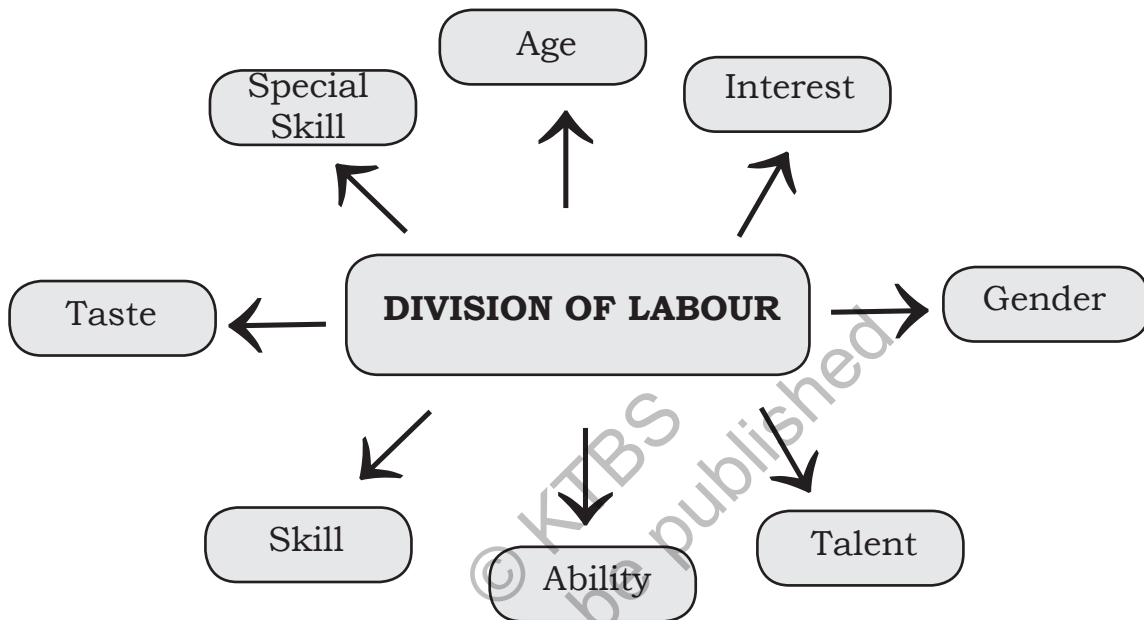 Age
Special
Skill
Interest
DIVISION OF LABOUR
Taste
Gender
Skill
Ability
Talent
© KTBS
be published